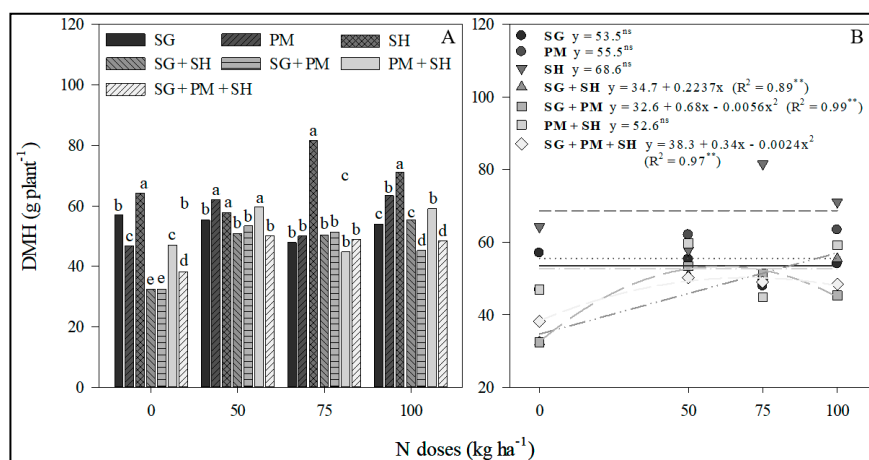 120
100
80
60
40
20
0
DMH (g plant⁻¹)
SG PM SH A
SG+SH SG+PM PM+SH
SG+PM+SH
b c a e e c d b
b a b b b a b
b b a b b c b c
c b a c d b d
0 50 75 100
120
100
80
60
40
20
B
SG y = 53.5ⁿˢ
PM y = 55.5ⁿˢ
SH y = 68.6ⁿˢ
SG + SH y = 34.7 + 0.2237x (R² = 0.89**)
SG + PM y = 32.6 + 0.68x - 0.0056x² (R² = 0.99**)
PM + SH y = 52.6ⁿˢ
SG + PM + SH y = 38.3 + 0.34x - 0.0024x²
(R² = 0.97**)
0 50 75 100
N doses (kg ha⁻¹)